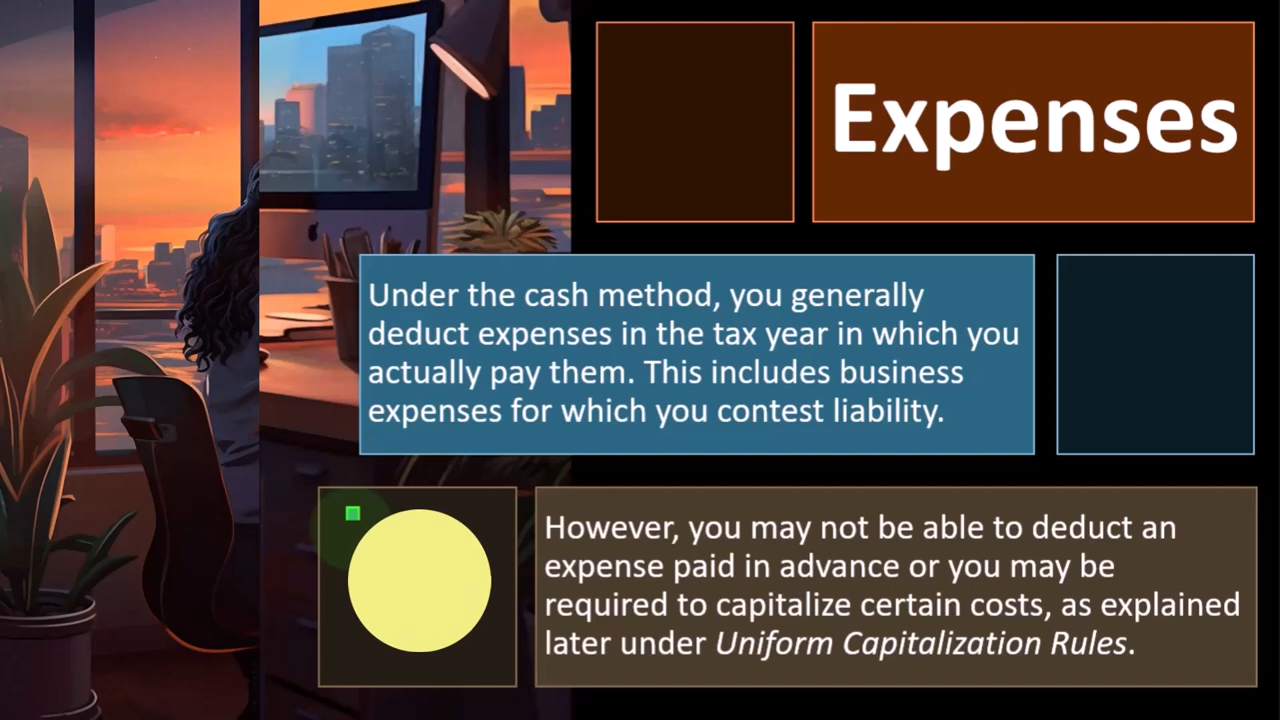 Expenses
Under the cash method, you generally
deduct expenses in the tax year in which you
actually pay them. This includes business
expenses for which you contest liability.
However, you may not be able to deduct an
expense paid in advance or you may be
required to capitalize certain costs, as explained
later under Uniform Capitalization Rules.